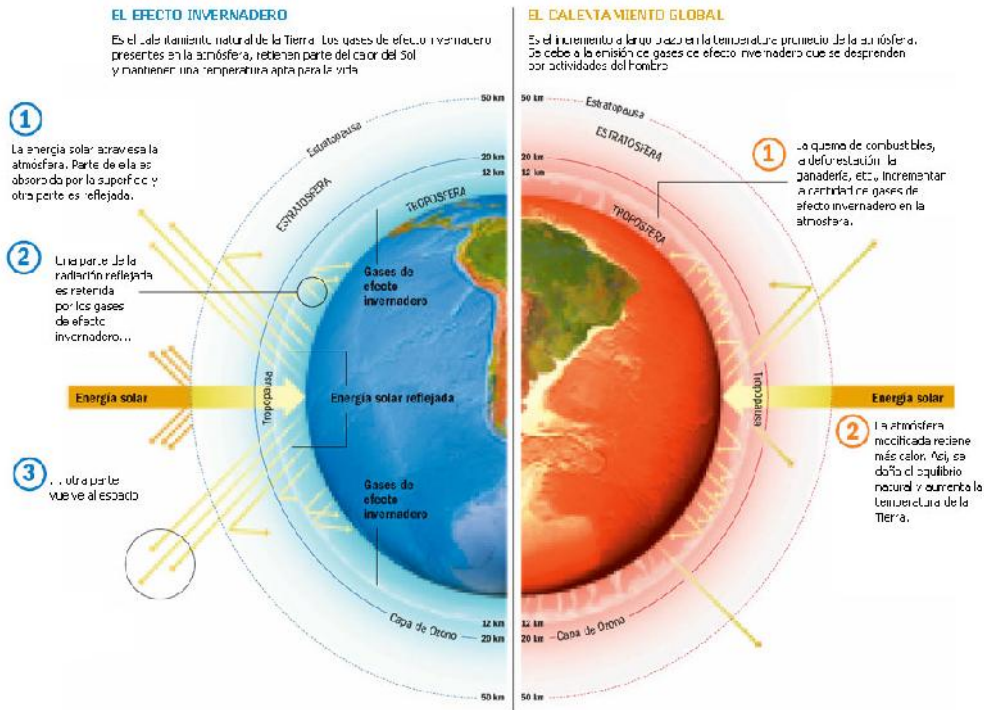 EL EFECTO INVERNADERO
Es el calentamiento natural de la Tierra. Los gases de efecto invernadero
presentes en la atmósfera, retienen parte del calor del Sol
y mantienen una temperatura apta para la vida
50 km
Estratopausa
20 km
12 km
ESTRATOSFERA
TROPOSFERA
1
La energía solar atraviesa la
atmósfera. Parte de ella es
absorbida por la superficie y
otra parte es reflejada.
2
Una parte de la
radiación reflejada
es retenida
por los gases
de efecto
invernadero...
Gases de
efecto
invernadero
Energía solar
Tropopausa
Energía solar reflejada
3
... otra parte
vuelve al espacio
Gases de
efecto
invernadero
Capa de Ozono
12 km
20 km
50 km
EL CALENTAMIENTO GLOBAL
Es el incremento a largo plazo en la temperatura promedio de la atmósfera.
Se debe a la emisión de gases de efecto invernadero que se desprenden
por actividades del hombre
50 km
Estratopausa
ESTRATOSFERA
20 km
12 km
TROPOSFERA
1
La quema de combustibles,
la deforestación, la
ganadería, etc., incrementan
la cantidad de gases de
efecto invernadero en la
atmosfera.
Tropopausa
Energía solar
2
La atmósfera
modificada retiene
más calor. Así, se
daña el equilibrio
natural y aumenta la
temperatura de la
Tierra.
12 km
20 km
Capa de Ozono
50 km